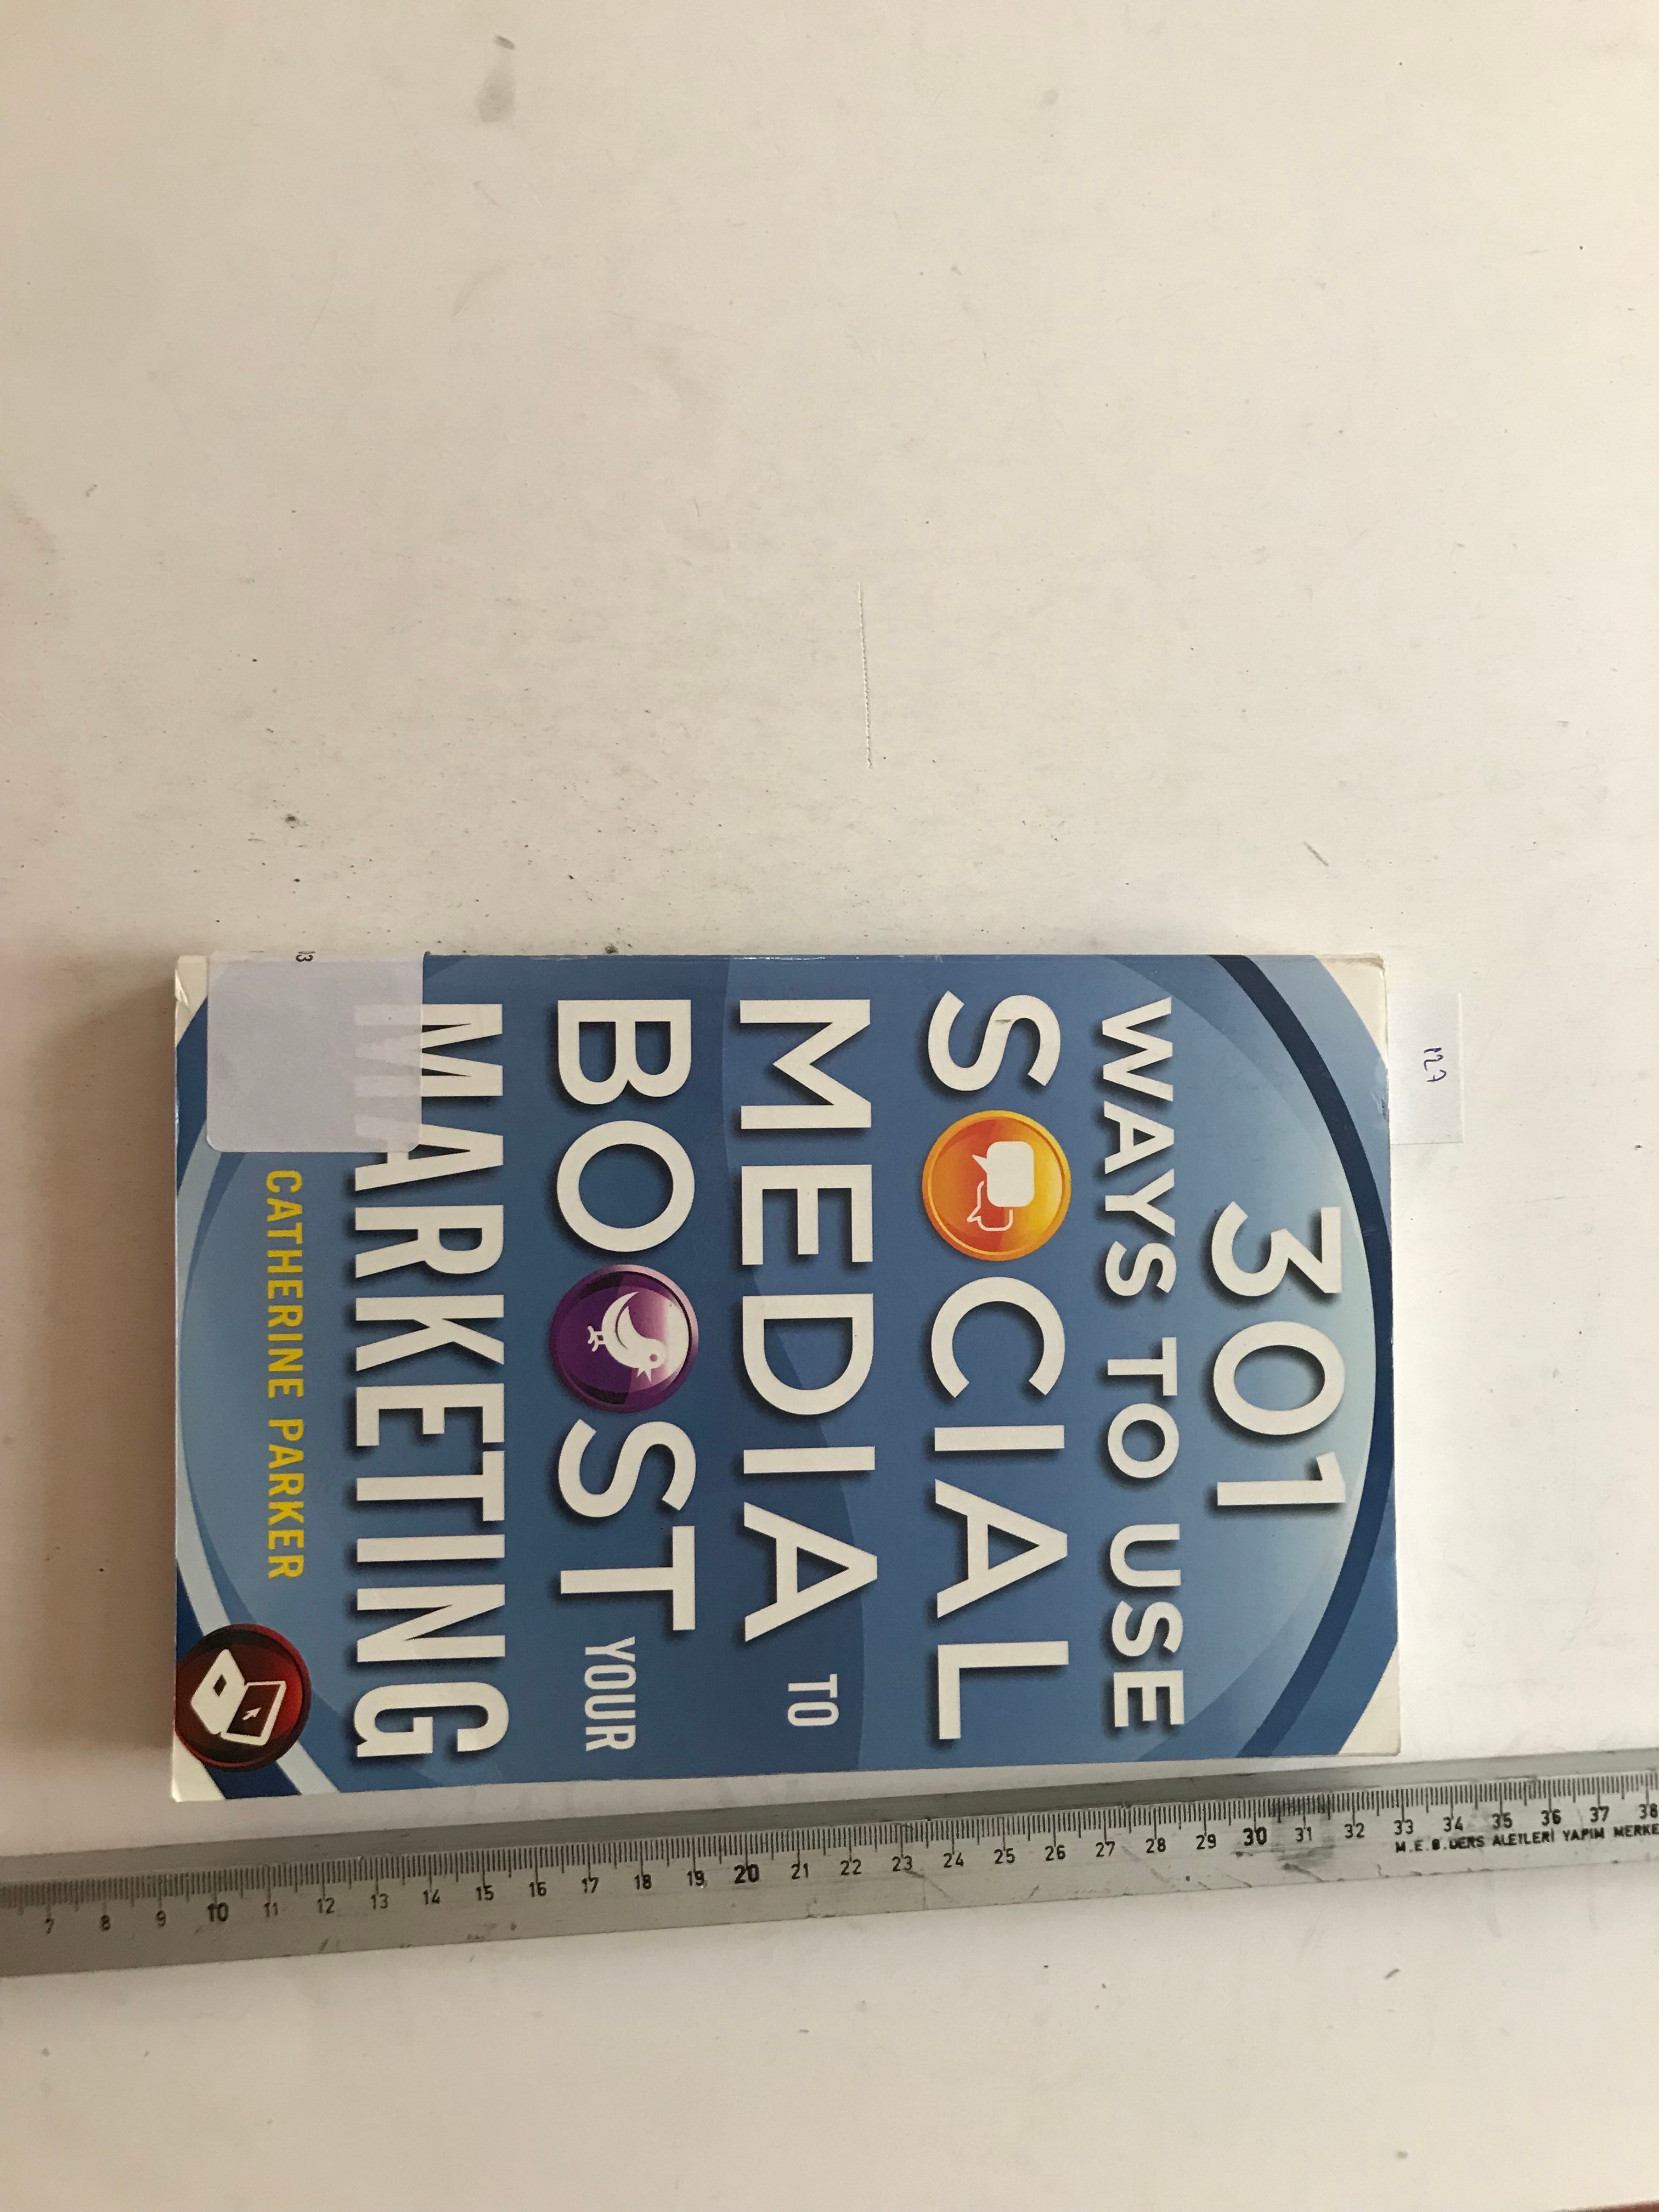 301
WAYS TO USE
SOCIAL
MEDIA TO
BOOST YOUR
MARKETING
CATHERINE PARKER
13
127
7 8 9 10 11 12 13 14 15 16 17 18 19 20 21 22 23 24 25 26 27 28 29 30 31 32 33 34 35 36 37 38
M.E.B.DERS ALETLERİ YAPIM MERKE